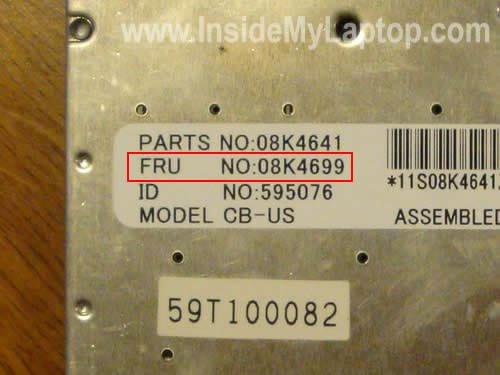 www.InsideMyLaptop.com
PARTS NO:08K4641
FRU NO:08K4699
ID NO:595076
MODEL CB-US
*11S08K4641
ASSEMBLED
59T100082